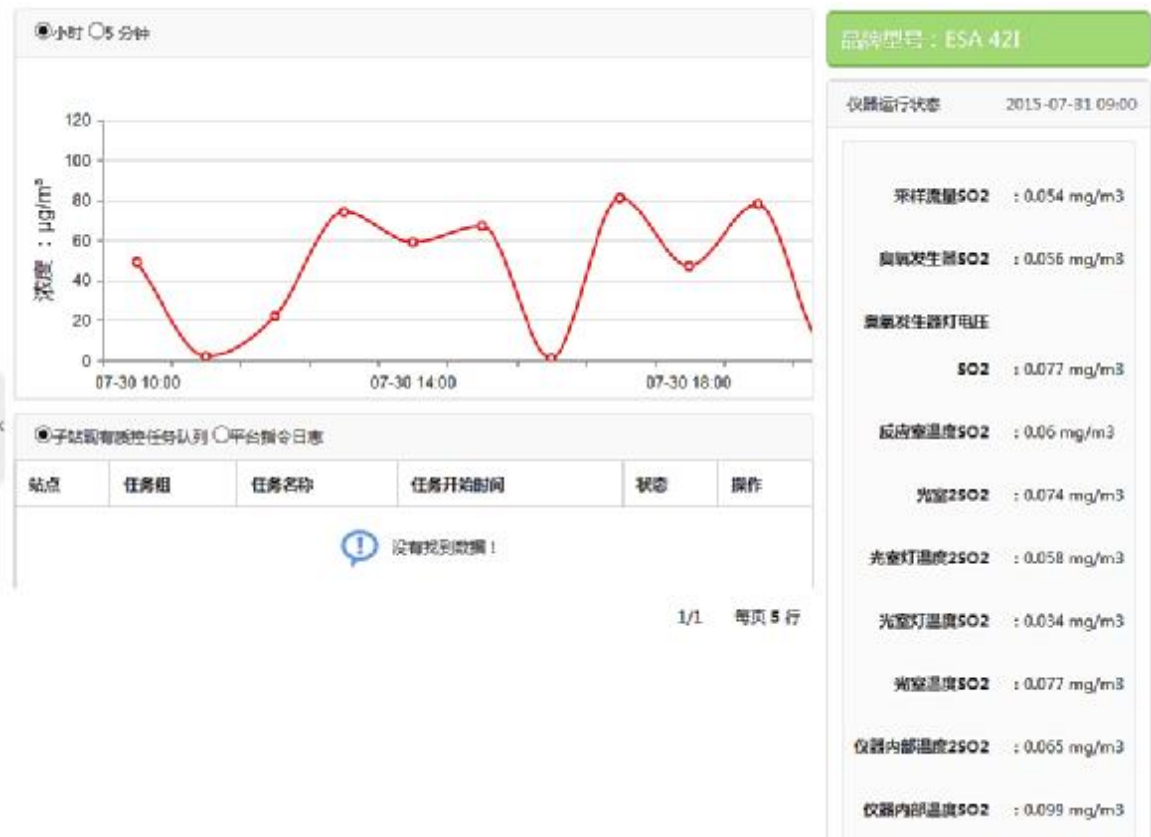 小时 5 分钟
浓度：µg/m³
120
100
80
60
40
20
0
07-30 10:00 07-30 14:00 07-30 18:00
子站现有质控任务队列 平台指令日志
站点 任务组 任务名称 任务开始时间 状态 操作
没有找到数据！
1/1 每页 5 行
品牌型号：ESA 42I
仪器运行状态 2015-07-31 09:00
采样流量SO2 : 0.054 mg/m3
臭氧发生器SO2 : 0.056 mg/m3
臭氧发生器灯电压
SO2 : 0.077 mg/m3
反应室温度SO2 : 0.06 mg/m3
光室2SO2 : 0.074 mg/m3
光室灯温度2SO2 : 0.058 mg/m3
光室灯温度SO2 : 0.034 mg/m3
光室温度SO2 : 0.077 mg/m3
仪器内部温度2SO2 : 0.065 mg/m3
仪器内部温度SO2 : 0.099 mg/m3